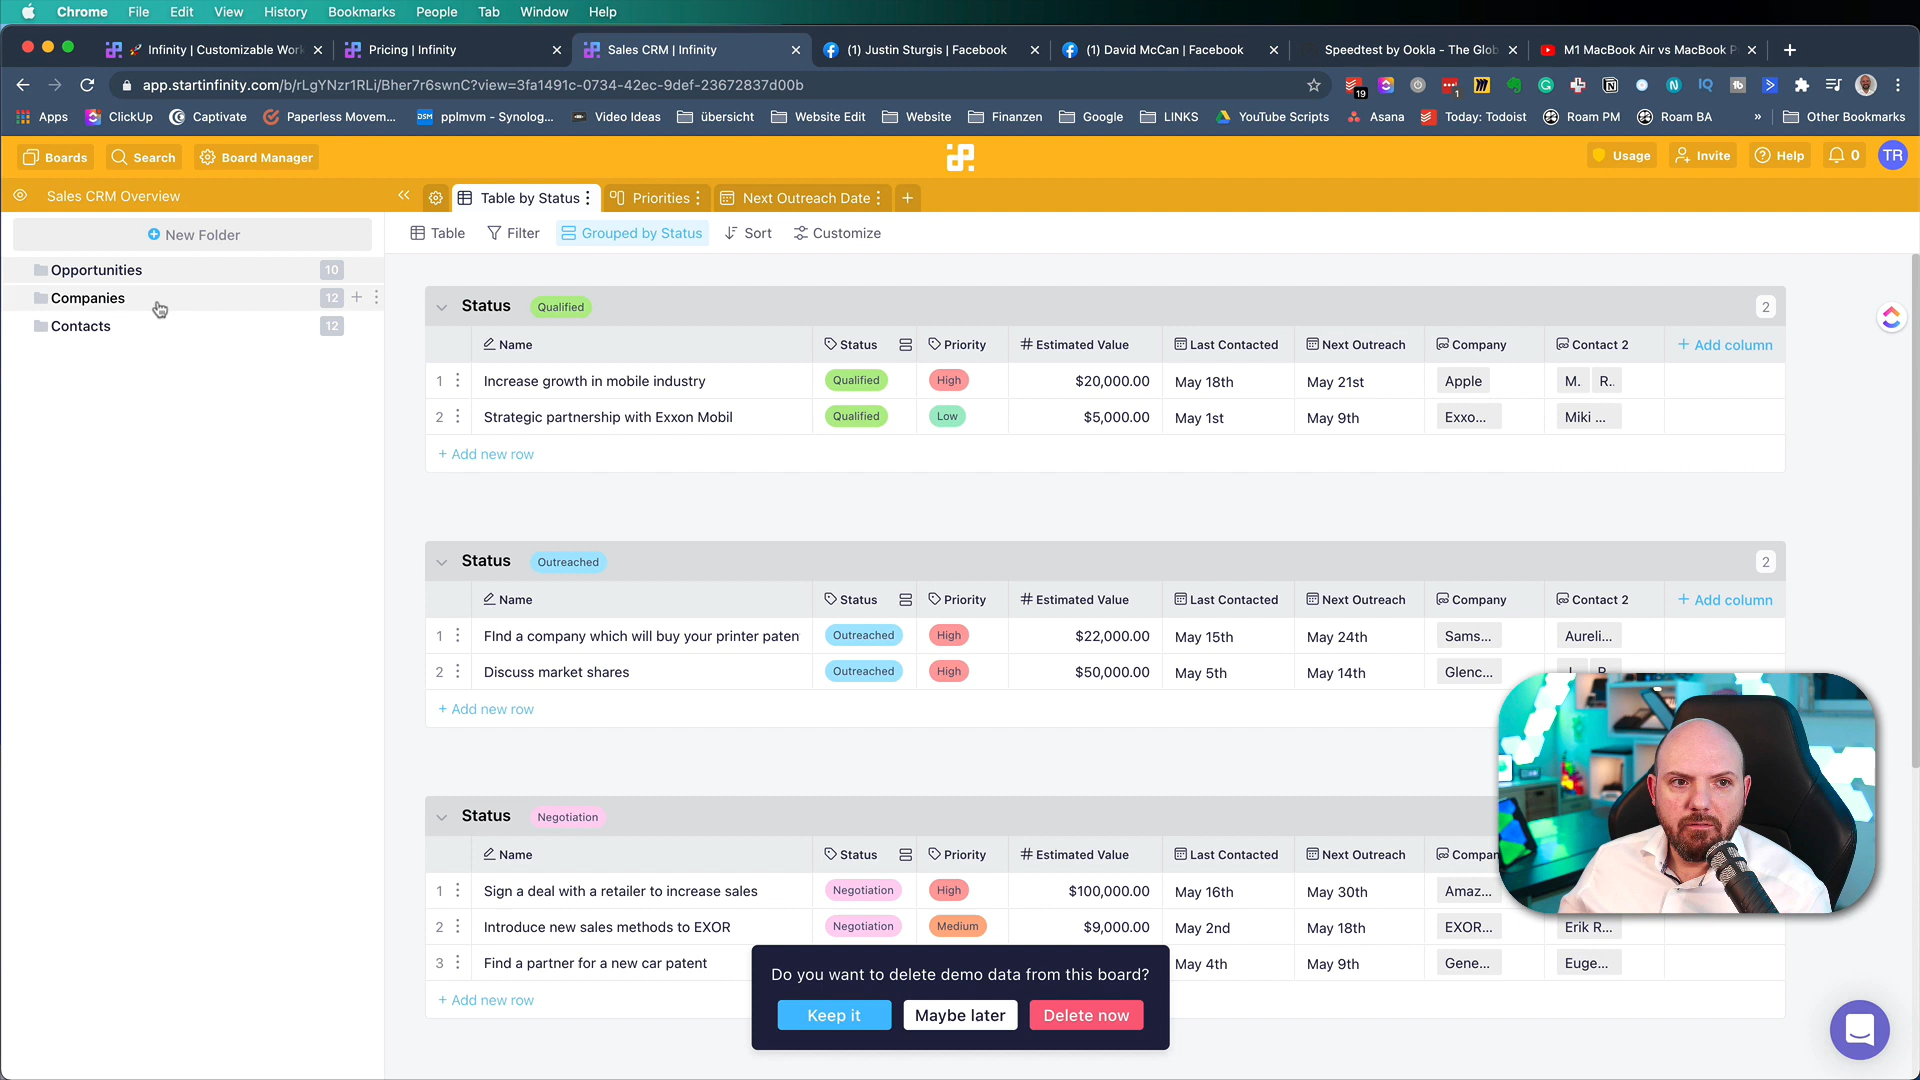 Chrome File Edit View History Bookmarks People Tab Window Help
Infinity | Customizable Work
Pricing | Infinity
Sales CRM | Infinity
(1) Justin Sturgis | Facebook
(1) David McCan | Facebook
Speedtest by Ookla - The Glob
M1 MacBook Air vs MacBook P
app.startinfinity.com/b/rLgYNzr1RLi/Bher7r6swnC?view=3fa1491c-0734-42ec-9def-23672837d00b
19
1
Apps ClickUp Captivate Paperless Movem... pplmvm - Synolog... Video Ideas übersicht Website Edit Website Finanzen Google LINKS YouTube Scripts Asana Today: Todoist Roam PM Roam BA » Other Bookmarks
Boards Search Board Manager Usage Invite Help 0 TR
Sales CRM Overview
Table by Status Priorities Next Outreach Date +
New Folder
Table Filter Grouped by Status Sort Customize
Opportunities 10
Companies 12
Contacts 12
Status Qualified 2
Name Status Priority Estimated Value Last Contacted Next Outreach Company Contact 2 + Add column
1 Increase growth in mobile industry Qualified High $20,000.00 May 18th May 21st Apple M. R.
2 Strategic partnership with Exxon Mobil Qualified Low $5,000.00 May 1st May 9th Exxo... Miki ...
+ Add new row
Status Outreached 2
Name Status Priority Estimated Value Last Contacted Next Outreach Company Contact 2 + Add column
1 FInd a company which will buy your printer paten Outreached High $22,000.00 May 15th May 24th Sams... Aureli...
2 Discuss market shares Outreached High $50,000.00 May 5th May 14th Glenc...
+ Add new row
Status Negotiation
Name Status Priority Estimated Value Last Contacted Next Outreach Compan
1 Sign a deal with a retailer to increase sales Negotiation High $100,000.00 May 16th May 30th Amaz...
2 Introduce new sales methods to EXOR Negotiation Medium $9,000.00 May 2nd May 18th EXOR... Erik R...
3 Find a partner for a new car patent May 4th May 9th Gene... Euge...
+ Add new row
Do you want to delete demo data from this board?
Keep it Maybe later Delete now